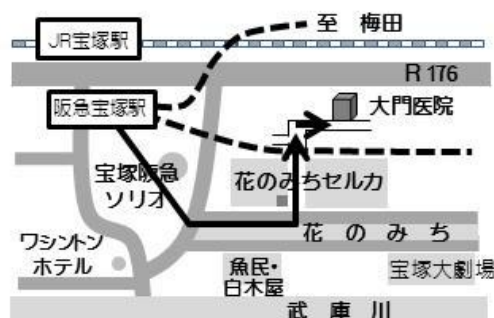 至 梅田
JR宝塚駅
R 176
阪急宝塚駅
大門医院
宝塚阪急
ソリオ
花のみちセルカ
花のみち
ワシントン
ホテル
魚民・
白木屋
宝塚大劇場
武庫川